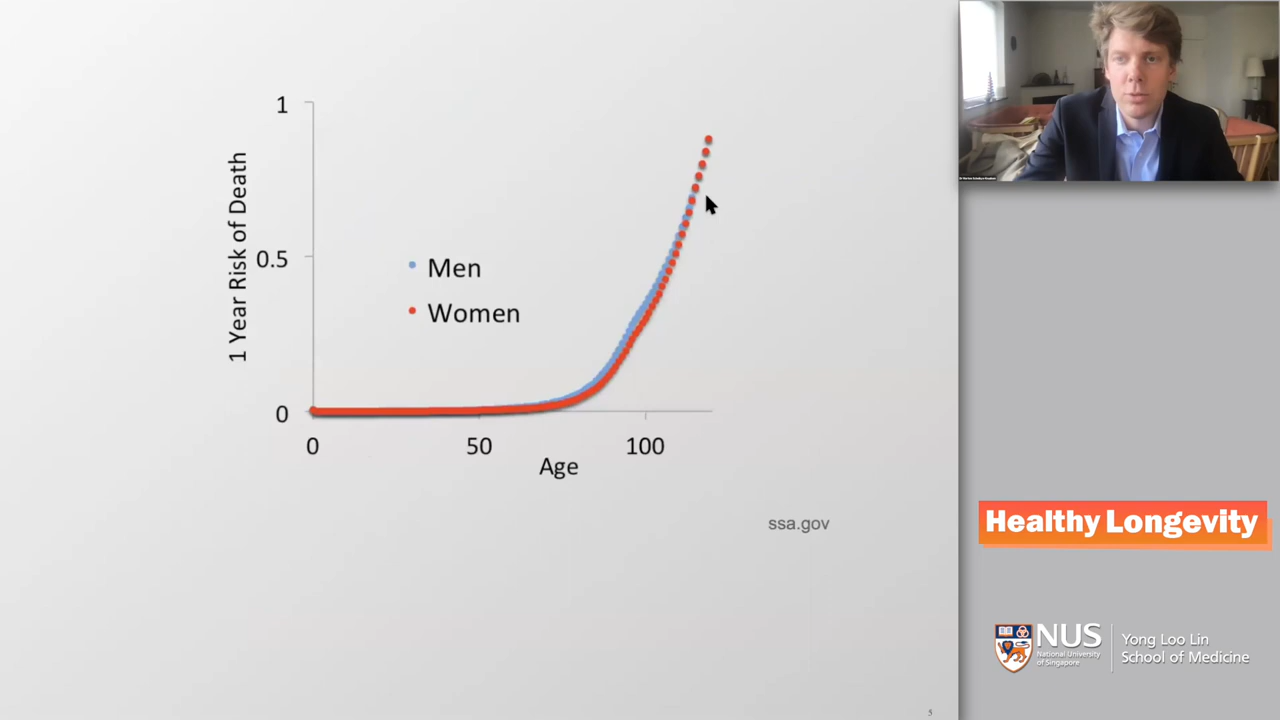 1
0.5
0
1 Year Risk of Death
Men
Women
0
50
100
Age
ssa.gov
5
Healthy Longevity
NUS
National University
of Singapore
Yong Loo Lin
School of Medicine